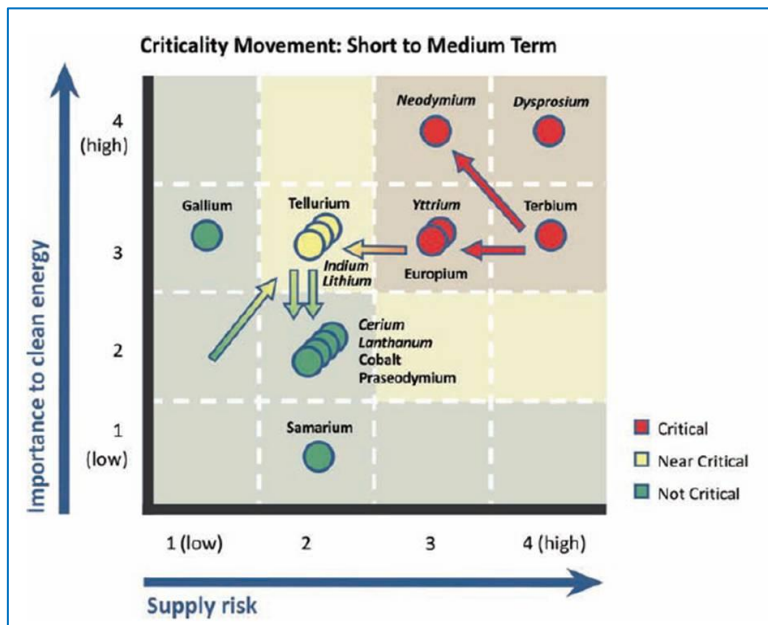 Criticality Movement: Short to Medium Term
Importance to clean energy
4
(high)
3
2
1
(low)
Neodymium
Dysprosium
Gallium
Tellurium
Yttrium
Terbium
Indium
Lithium
Europium
Cerium
Lanthanum
Cobalt
Praseodymium
Samarium
Critical
Near Critical
Not Critical
1 (low) 2 3 4 (high)
Supply risk